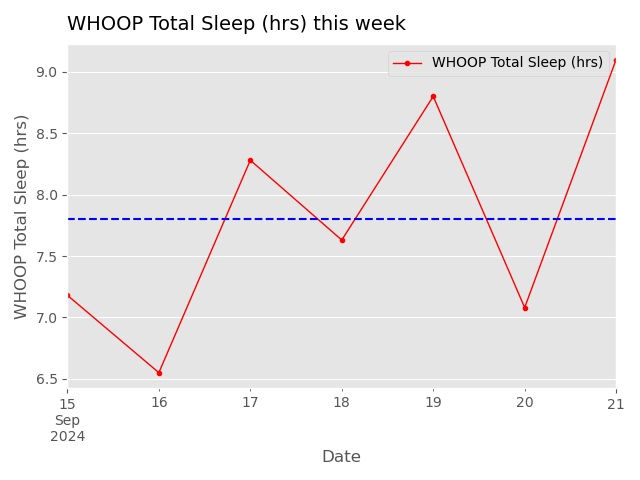 WHOOP Total Sleep (hrs) this week
WHOOP Total Sleep (hrs)
WHOOP Total Sleep (hrs)
9.0
8.5
8.0
7.5
7.0
6.5
15 16 17 18 19 20 21
Sep
2024
Date